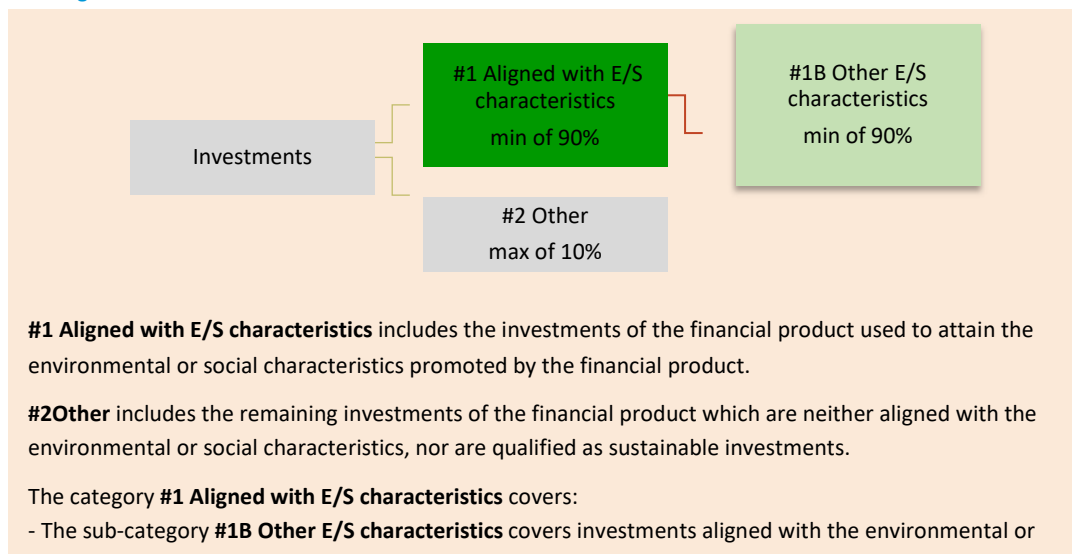 #1 Aligned with E/S
characteristics
min of 90%
#1B Other E/S
characteristics
min of 90%
Investments
#2 Other
max of 10%
#1 Aligned with E/S characteristics includes the investments of the financial product used to attain the
environmental or social characteristics promoted by the financial product.
#2Other includes the remaining investments of the financial product which are neither aligned with the
environmental or social characteristics, nor are qualified as sustainable investments.
The category #1 Aligned with E/S characteristics covers:
- The sub-category #1B Other E/S characteristics covers investments aligned with the environmental or